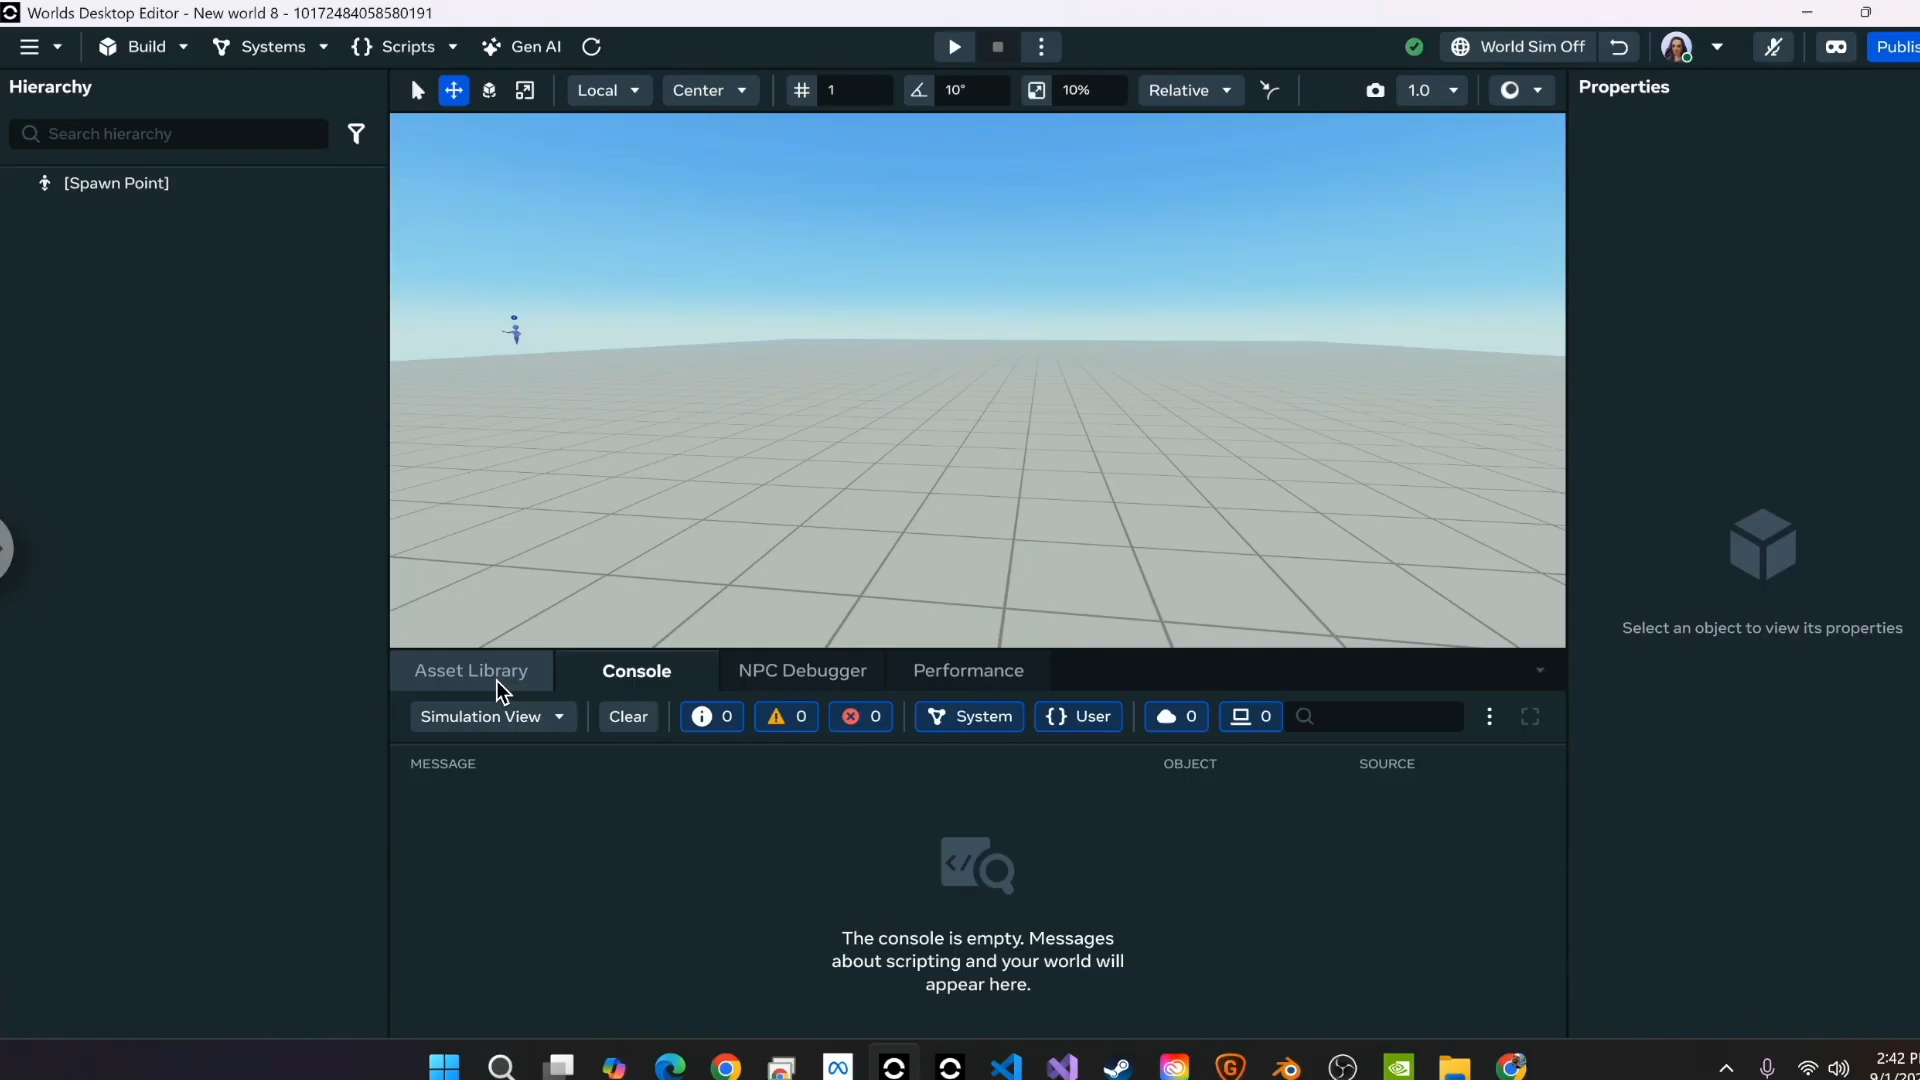 Worlds Desktop Editor - New world 8 - 10172484058580191
Build Systems Scripts Gen AI World Sim Off
Hierarchy
Local Center 1 10° 10% Relative 1.0
Properties
Search hierarchy
[Spawn Point]
Select an object to view its properties
Asset Library Console NPC Debugger Performance
Simulation View Clear 0 0 0 System User 0 0
MESSAGE OBJECT SOURCE
The console is empty. Messages
about scripting and your world will
appear here.
2:42